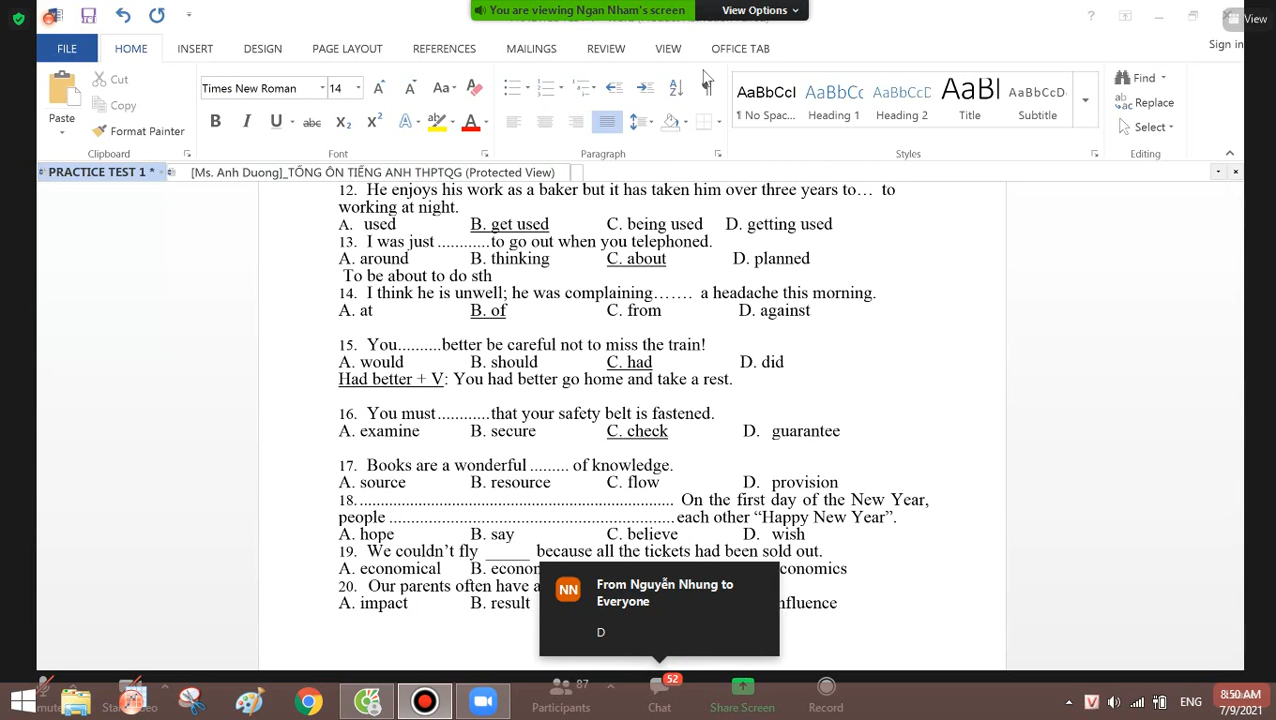 You are viewing Ngan Nham's screen
View Options
View
FILE HOME INSERT DESIGN PAGE LAYOUT REFERENCES MAILINGS REVIEW VIEW OFFICE TAB
Sign in
Paste
Cut
Copy
Format Painter
Clipboard
Times New Roman 14
Font
Paragraph
AaBbCcI AaBbCc AaBbCcD AaBl AaBbCcD
¶ No Spac... Heading 1 Heading 2 Title Subtitle
Styles
Find
Replace
Select
Editing
PRACTICE TEST 1 * [Ms. Anh Duong]_TỔNG ÔN TIẾNG ANH THPTQG (Protected View)
12. He enjoys his work as a baker but it has taken him over three years to… to
working at night.
A. used B. get used C. being used D. getting used
13. I was just ............to go out when you telephoned.
A. around B. thinking C. about D. planned
To be about to do sth
14. I think he is unwell; he was complaining……. a headache this morning.
A. at B. of C. from D. against
15. You..........better be careful not to miss the train!
A. would B. should C. had D. did
Had better + V: You had better go home and take a rest.
16. You must............that your safety belt is fastened.
A. examine B. secure C. check D. guarantee
17. Books are a wonderful ......... of knowledge.
A. source B. resource C. flow D. provision
18. ........................................................................ On the first day of the New Year,
people .................................................................each other “Happy New Year”.
A. hope B. say C. believe D. wish
19. We couldn’t fly _____ because all the tickets had been sold out.
A. economical B. econom conomics
20. Our parents often have a
A. impact B. result nfluence
NN
From Nguyễn Nhung to
Everyone
D
Participants 87
Chat 52
Share Screen
Record
ENG
8:50 AM
7/9/2021